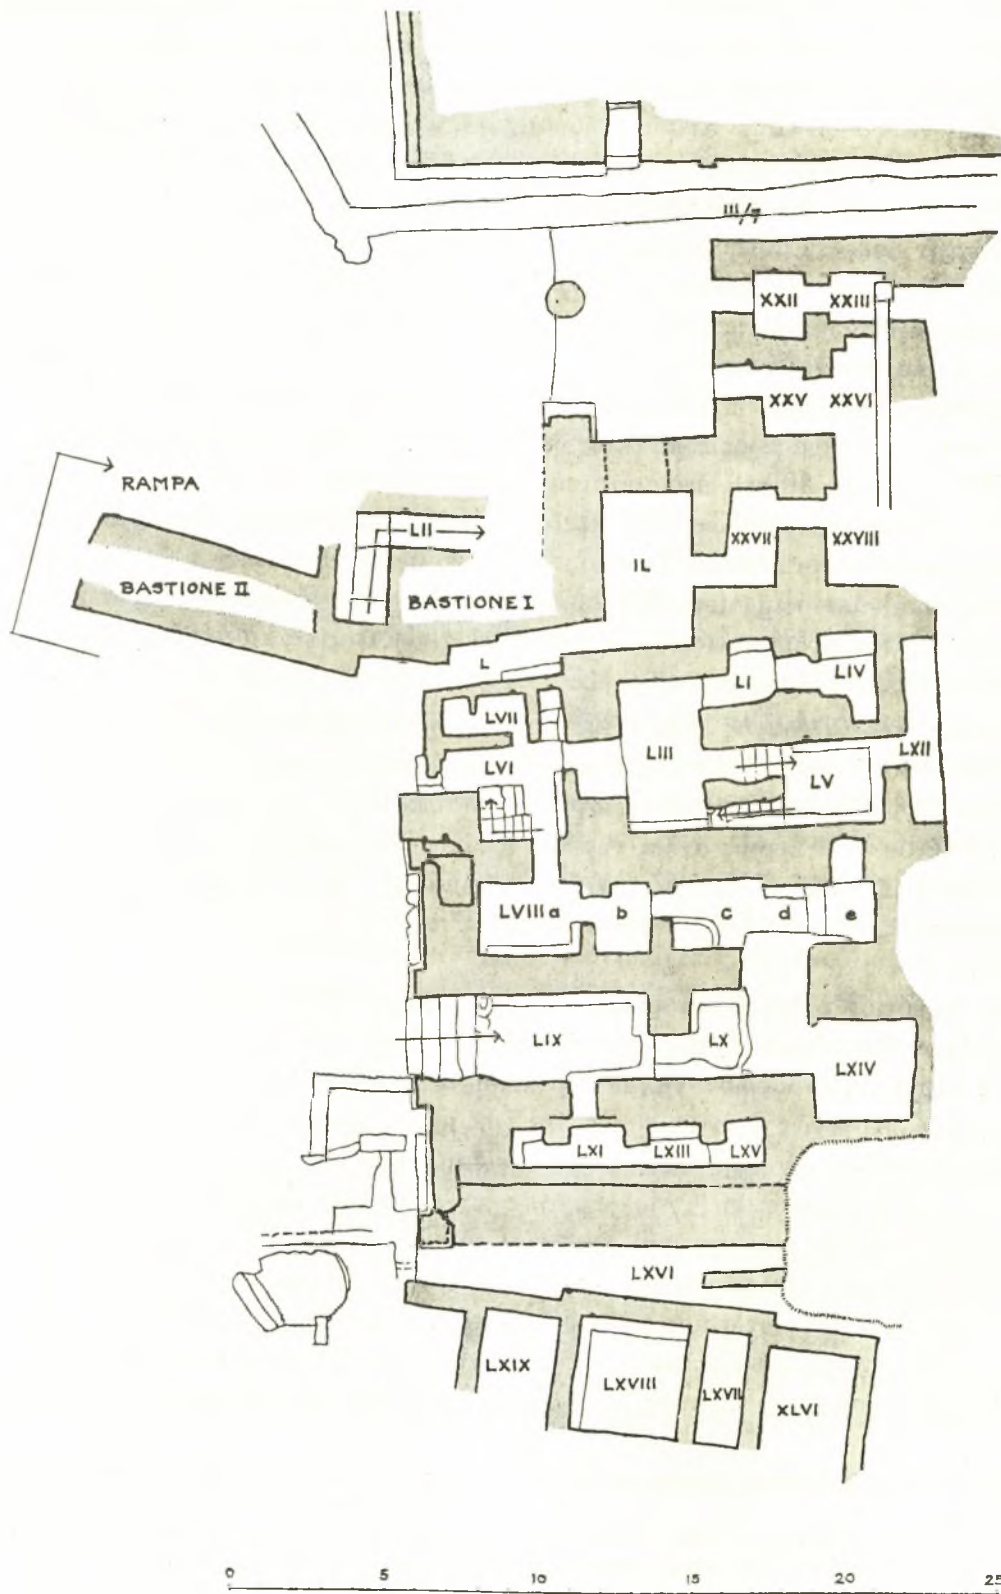 III/7
XXII XXIII
XXV XXVI
RAMPA
LII
XXVII XXVIII
IL
BASTIONE II
BASTIONE I
L
LI LIV
LVII
LIII LXII
LVI
LV
LVIII a b c d e
LIX LX
LXIV
LXI LXIII LXV
LXVI
LXIX
LXVIII
LXVII
XLVI
0 5 10 15 20 25